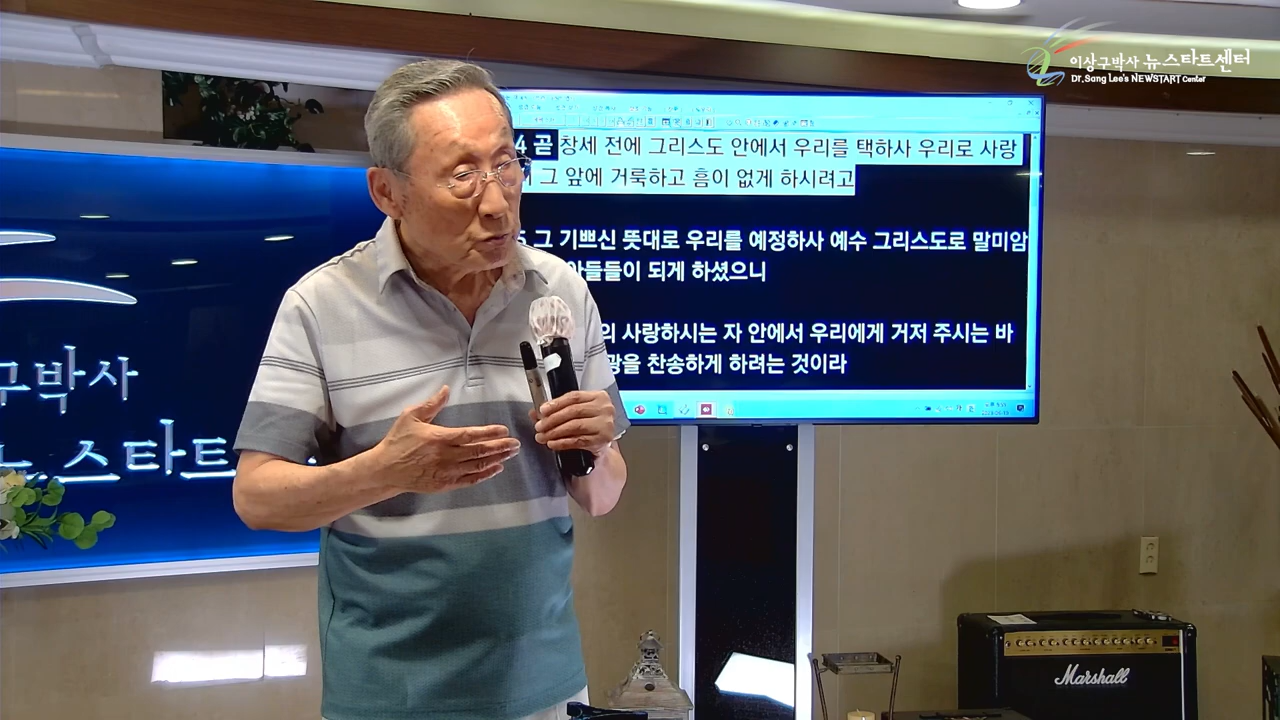 이상구박사 뉴스타트센터
Dr. Sang Lee's NEWSTART Center
4 곧 창세 전에 그리스도 안에서 우리를 택하사 우리로 사랑
그 앞에 거룩하고 흠이 없게 하시려고
5 그 기쁘신 뜻대로 우리를 예정하사 예수 그리스도로 말미암
아들들이 되게 하셨으니
사랑하시는 자 안에서 우리에게 거저 주시는 바
찬송하게 하려는 것이라
구박사
스타트
Marshall